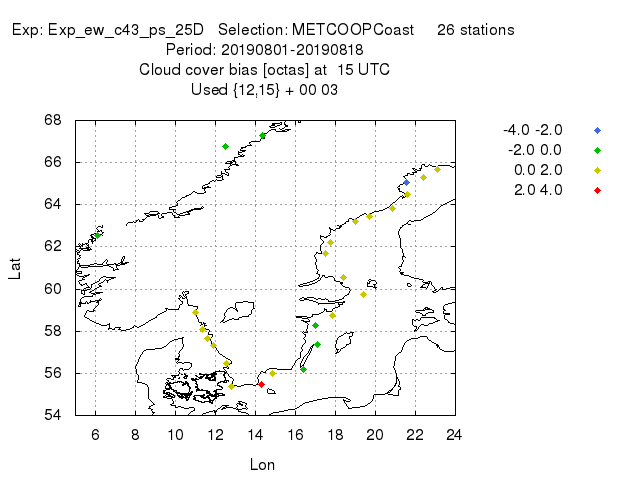 Exp: Exp_ew_c43_ps_25D Selection: METCOOPCoast 26 stations
Period: 20190801-20190818
Cloud cover bias [octas] at 15 UTC
Used {12,15} + 00 03
-4.0 -2.0
-2.0 0.0
0.0 2.0
2.0 4.0
68
66
64
62
60
58
56
54
Lat
6 8 10 12 14 16 18 20 22 24
Lon